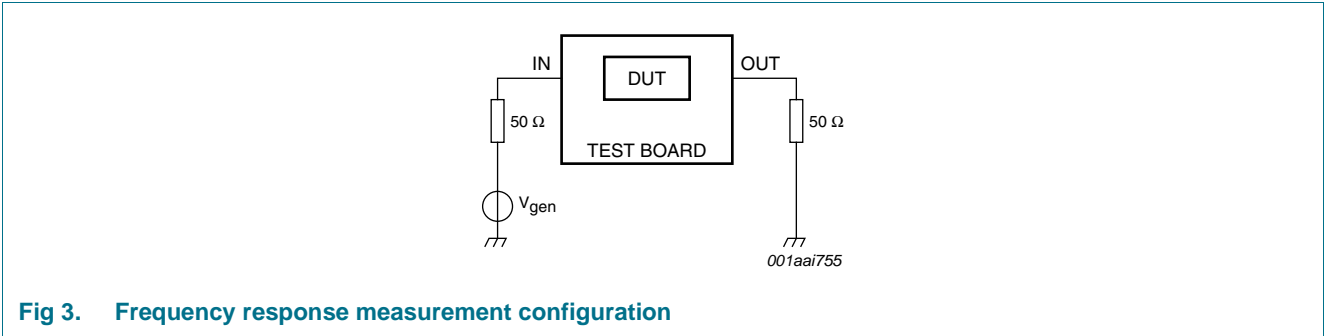 IN
DUT
OUT
50 Ω
50 Ω
TEST BOARD
Vgen
001aai755
Fig 3. Frequency response measurement configuration